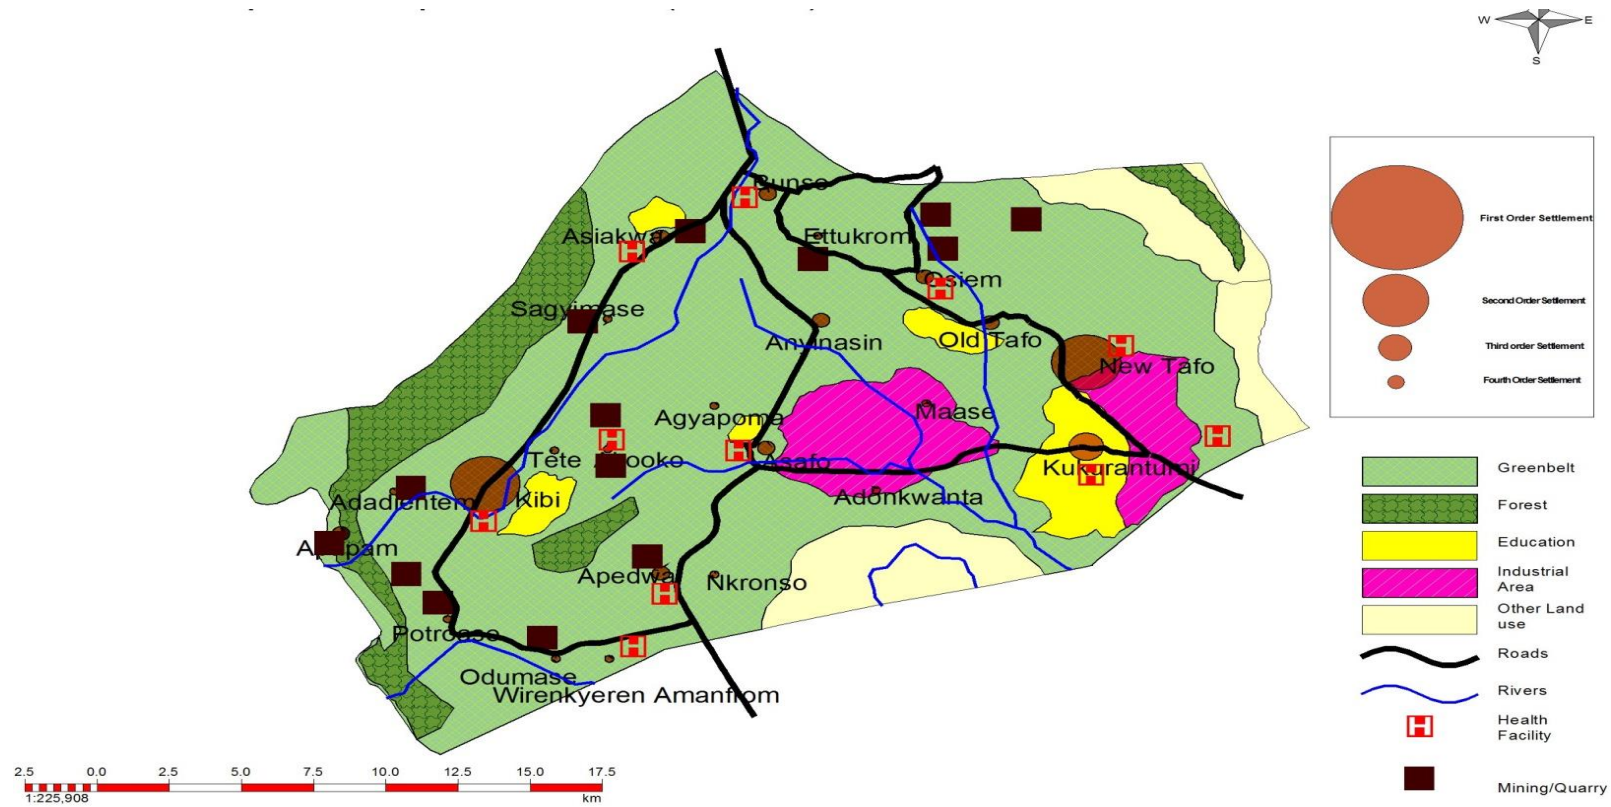 W E
S
Bunso
Asiakwa
Ettukrom
Osiem
Sagyimase
Anyinasin
Old Tafo
New Tafo
Agyapoma
Maase
Tete
Asafo
Kukurantumi
Adadientem
Kibi
Adonkwanta
Apapam
Apedwa
Nkronso
Potroase
Odumase
Wirenkyeren Amanfrom
First Order Settlement
Second Order Settlement
Third order Settlement
Fourth Order Settlement
Greenbelt
Forest
Education
Industrial
Area
Other Land
use
Roads
Rivers
Health
Facility
Mining/Quarry
2.5 0.0 2.5 5.0 7.5 10.0 12.5 15.0 17.5
1:225,908 km